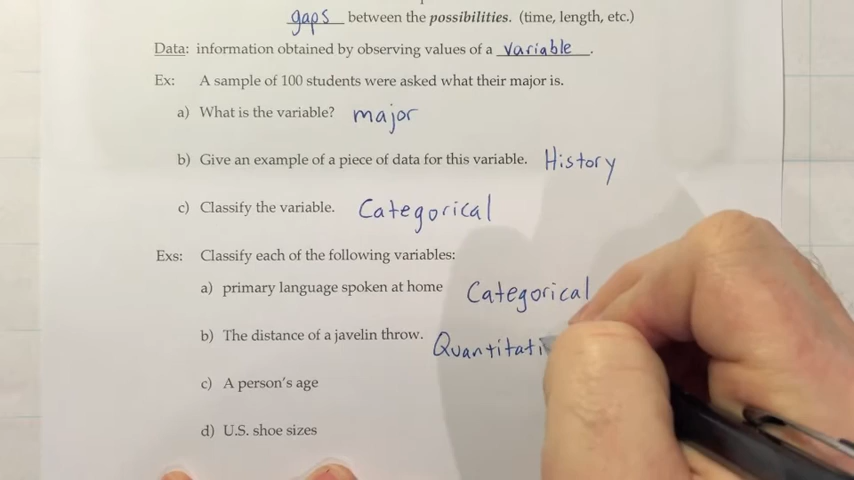 gaps between the possibilities. (time, length, etc.)
Data: information obtained by observing values of a variable.
Ex: A sample of 100 students were asked what their major is.
a) What is the variable? major
b) Give an example of a piece of data for this variable. History
c) Classify the variable. Categorical
Exs: Classify each of the following variables:
a) primary language spoken at home Categorical
b) The distance of a javelin throw. Quantitati
c) A person's age
d) U.S. shoe sizes